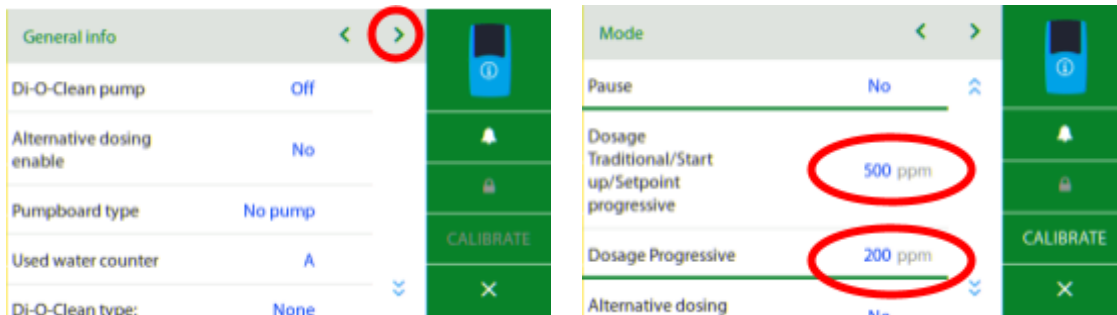 General info < >
Di-O-Clean pump Off
Alternative dosing
enable No
Pumpboard type No pump
Used water counter A
Di-O-Clean type: None
CALIBRATE
Mode < >
Pause No
Dosage
Traditional/Start
up/Setpoint
progressive 500 ppm
Dosage Progressive 200 ppm
Alternative dosing No
CALIBRATE